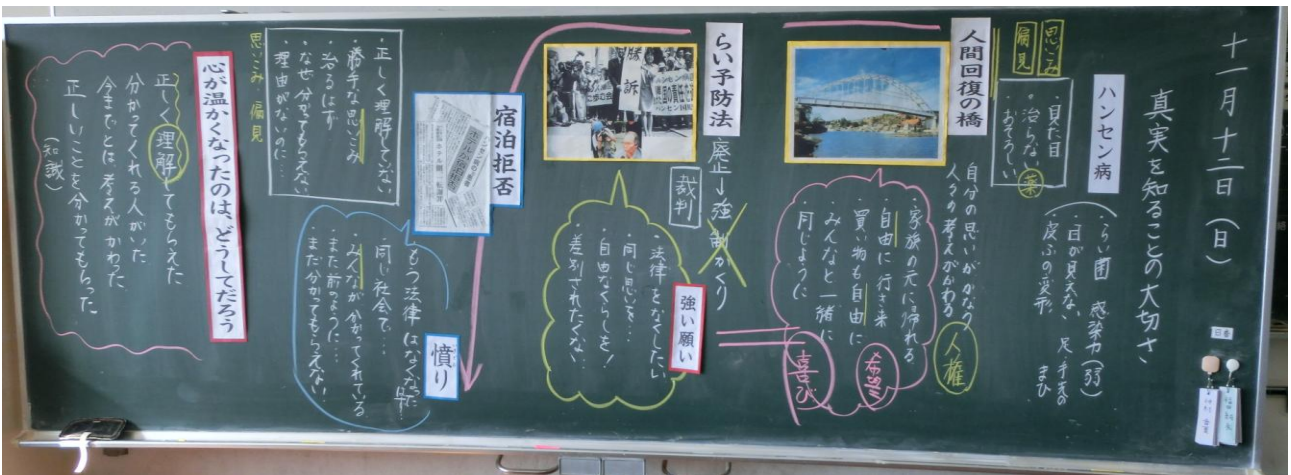 十一月十二日（日）
真実を知ることの大切さ
ハンセン病
・らい菌　感染力（弱）
・目が見えない、足、手先の
まひ
・皮ふの変形
思いこみ
偏見
・見た目
・治らない
薬
・おそろしい
人間回復の橋
自分の思いがかなう
人々の考えがかわる
人権
・家族の元に帰れる
・自由に行き来
買い物も自由に
・みんなと一緒に
同じように
希望
喜び
らい予防法
廃止→強制かくり
裁判
勝訴
強い願い
・法律をなくしたい
・同じ思いを…
・自由なくらしを！
・差別されたくない
宿泊拒否
憤り
もう法律はなくなった
同じ社会で…
・みんなが分かってくれている
・また前のように…
まだ分かってもらえない！
・正しく理解してない
・勝手な思いこみ
・治るはず
・なぜ分かってもらえない
・理由がないのに…
思いこみ・偏見
心が温かくなったのは、どうしてだろう
正しく理解してもらえた
分かってくれる人がいた
今までとは考えがかわった
正しいことを分かってもらった
（知識）
日番